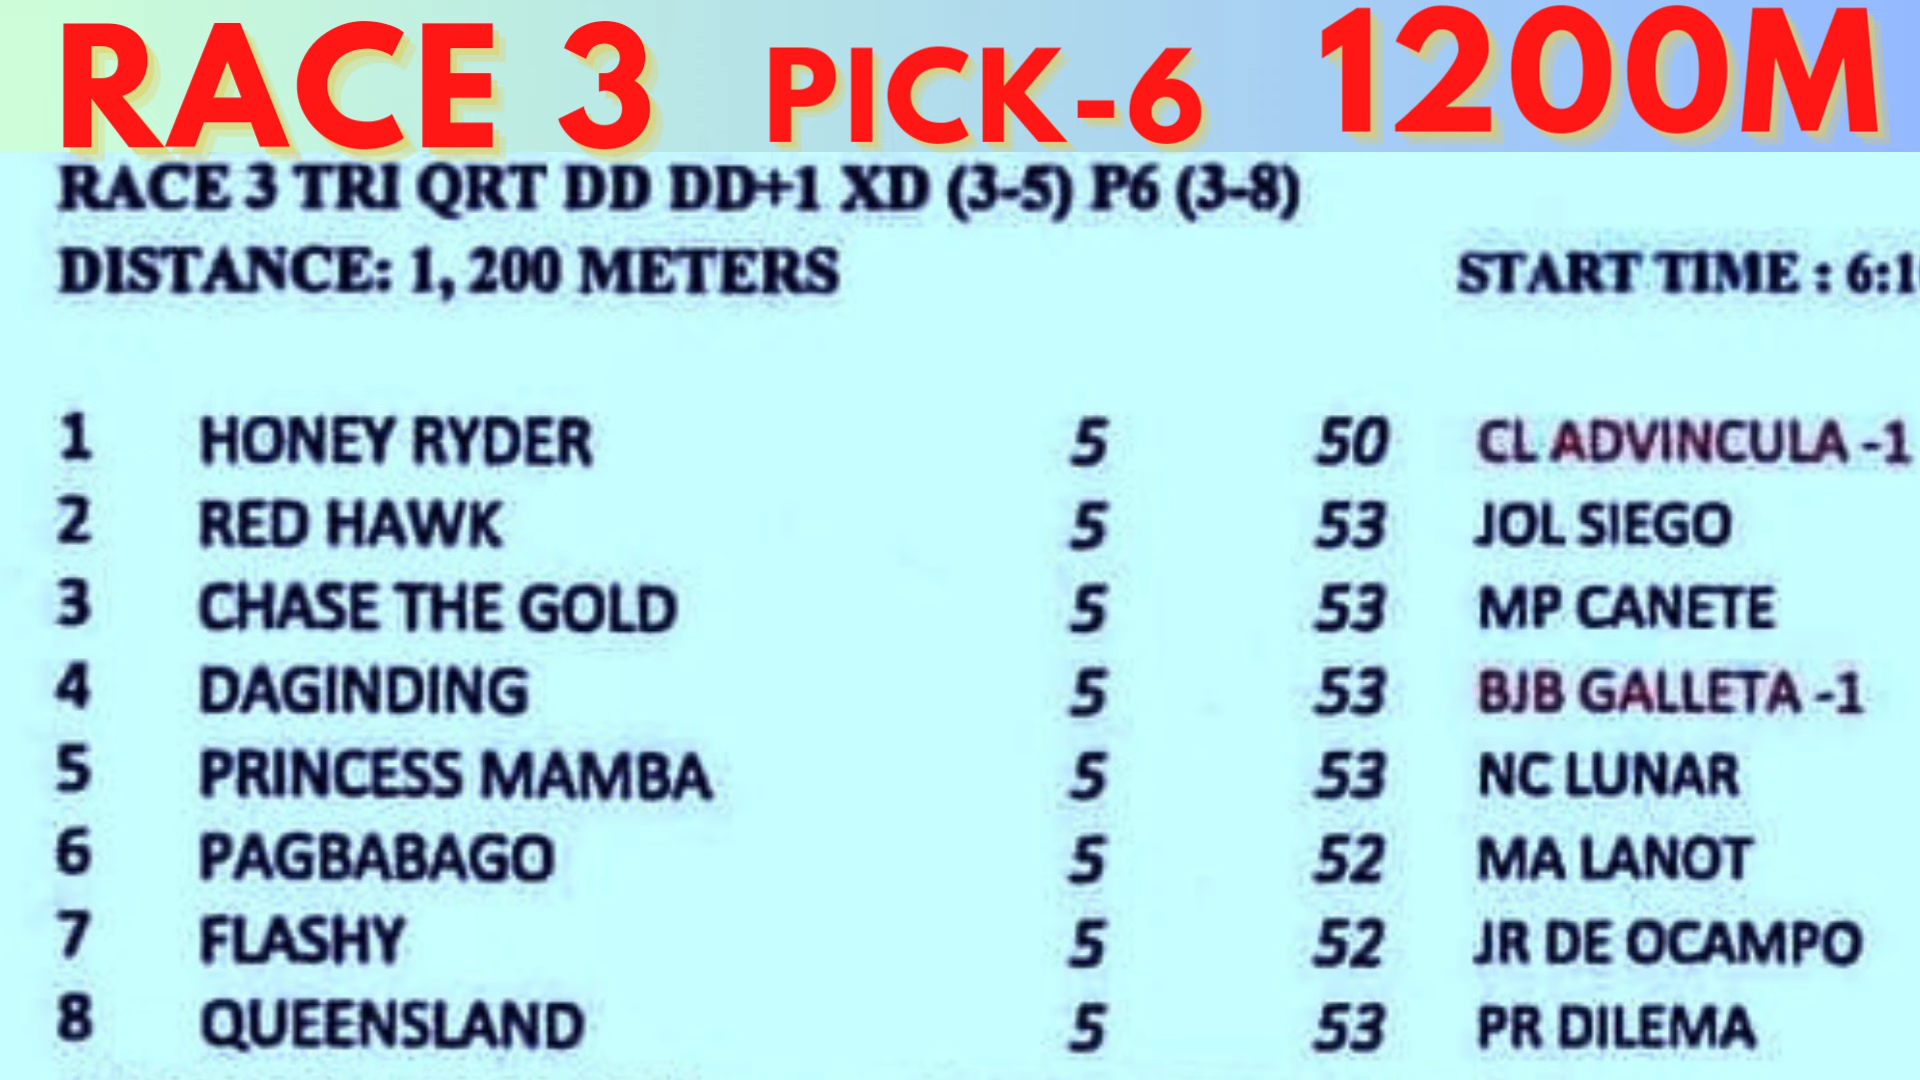 RACE 3 PICK-6 1200M
RACE 3 TRI QRT DD DD+1 XD (3-5) P6 (3-8)
DISTANCE: 1, 200 METERS START TIME : 6:1
1 HONEY RYDER 5 50 CL ADVINCULA -1
2 RED HAWK 5 53 JOL SIEGO
3 CHASE THE GOLD 5 53 MP CANETE
4 DAGINDING 5 53 BJB GALLETA -1
5 PRINCESS MAMBA 5 53 NC LUNAR
6 PAGBABAGO 5 52 MA LANOT
7 FLASHY 5 52 JR DE OCAMPO
8 QUEENSLAND 5 53 PR DILEMA